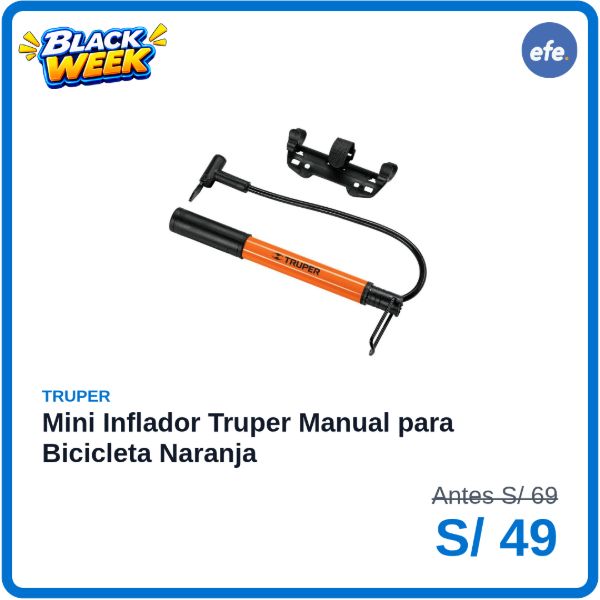 BLACK
WEEK
efe.
TRUPER
TRUPER
Mini Inflador Truper Manual para
Bicicleta Naranja
Antes S/ 69
S/ 49